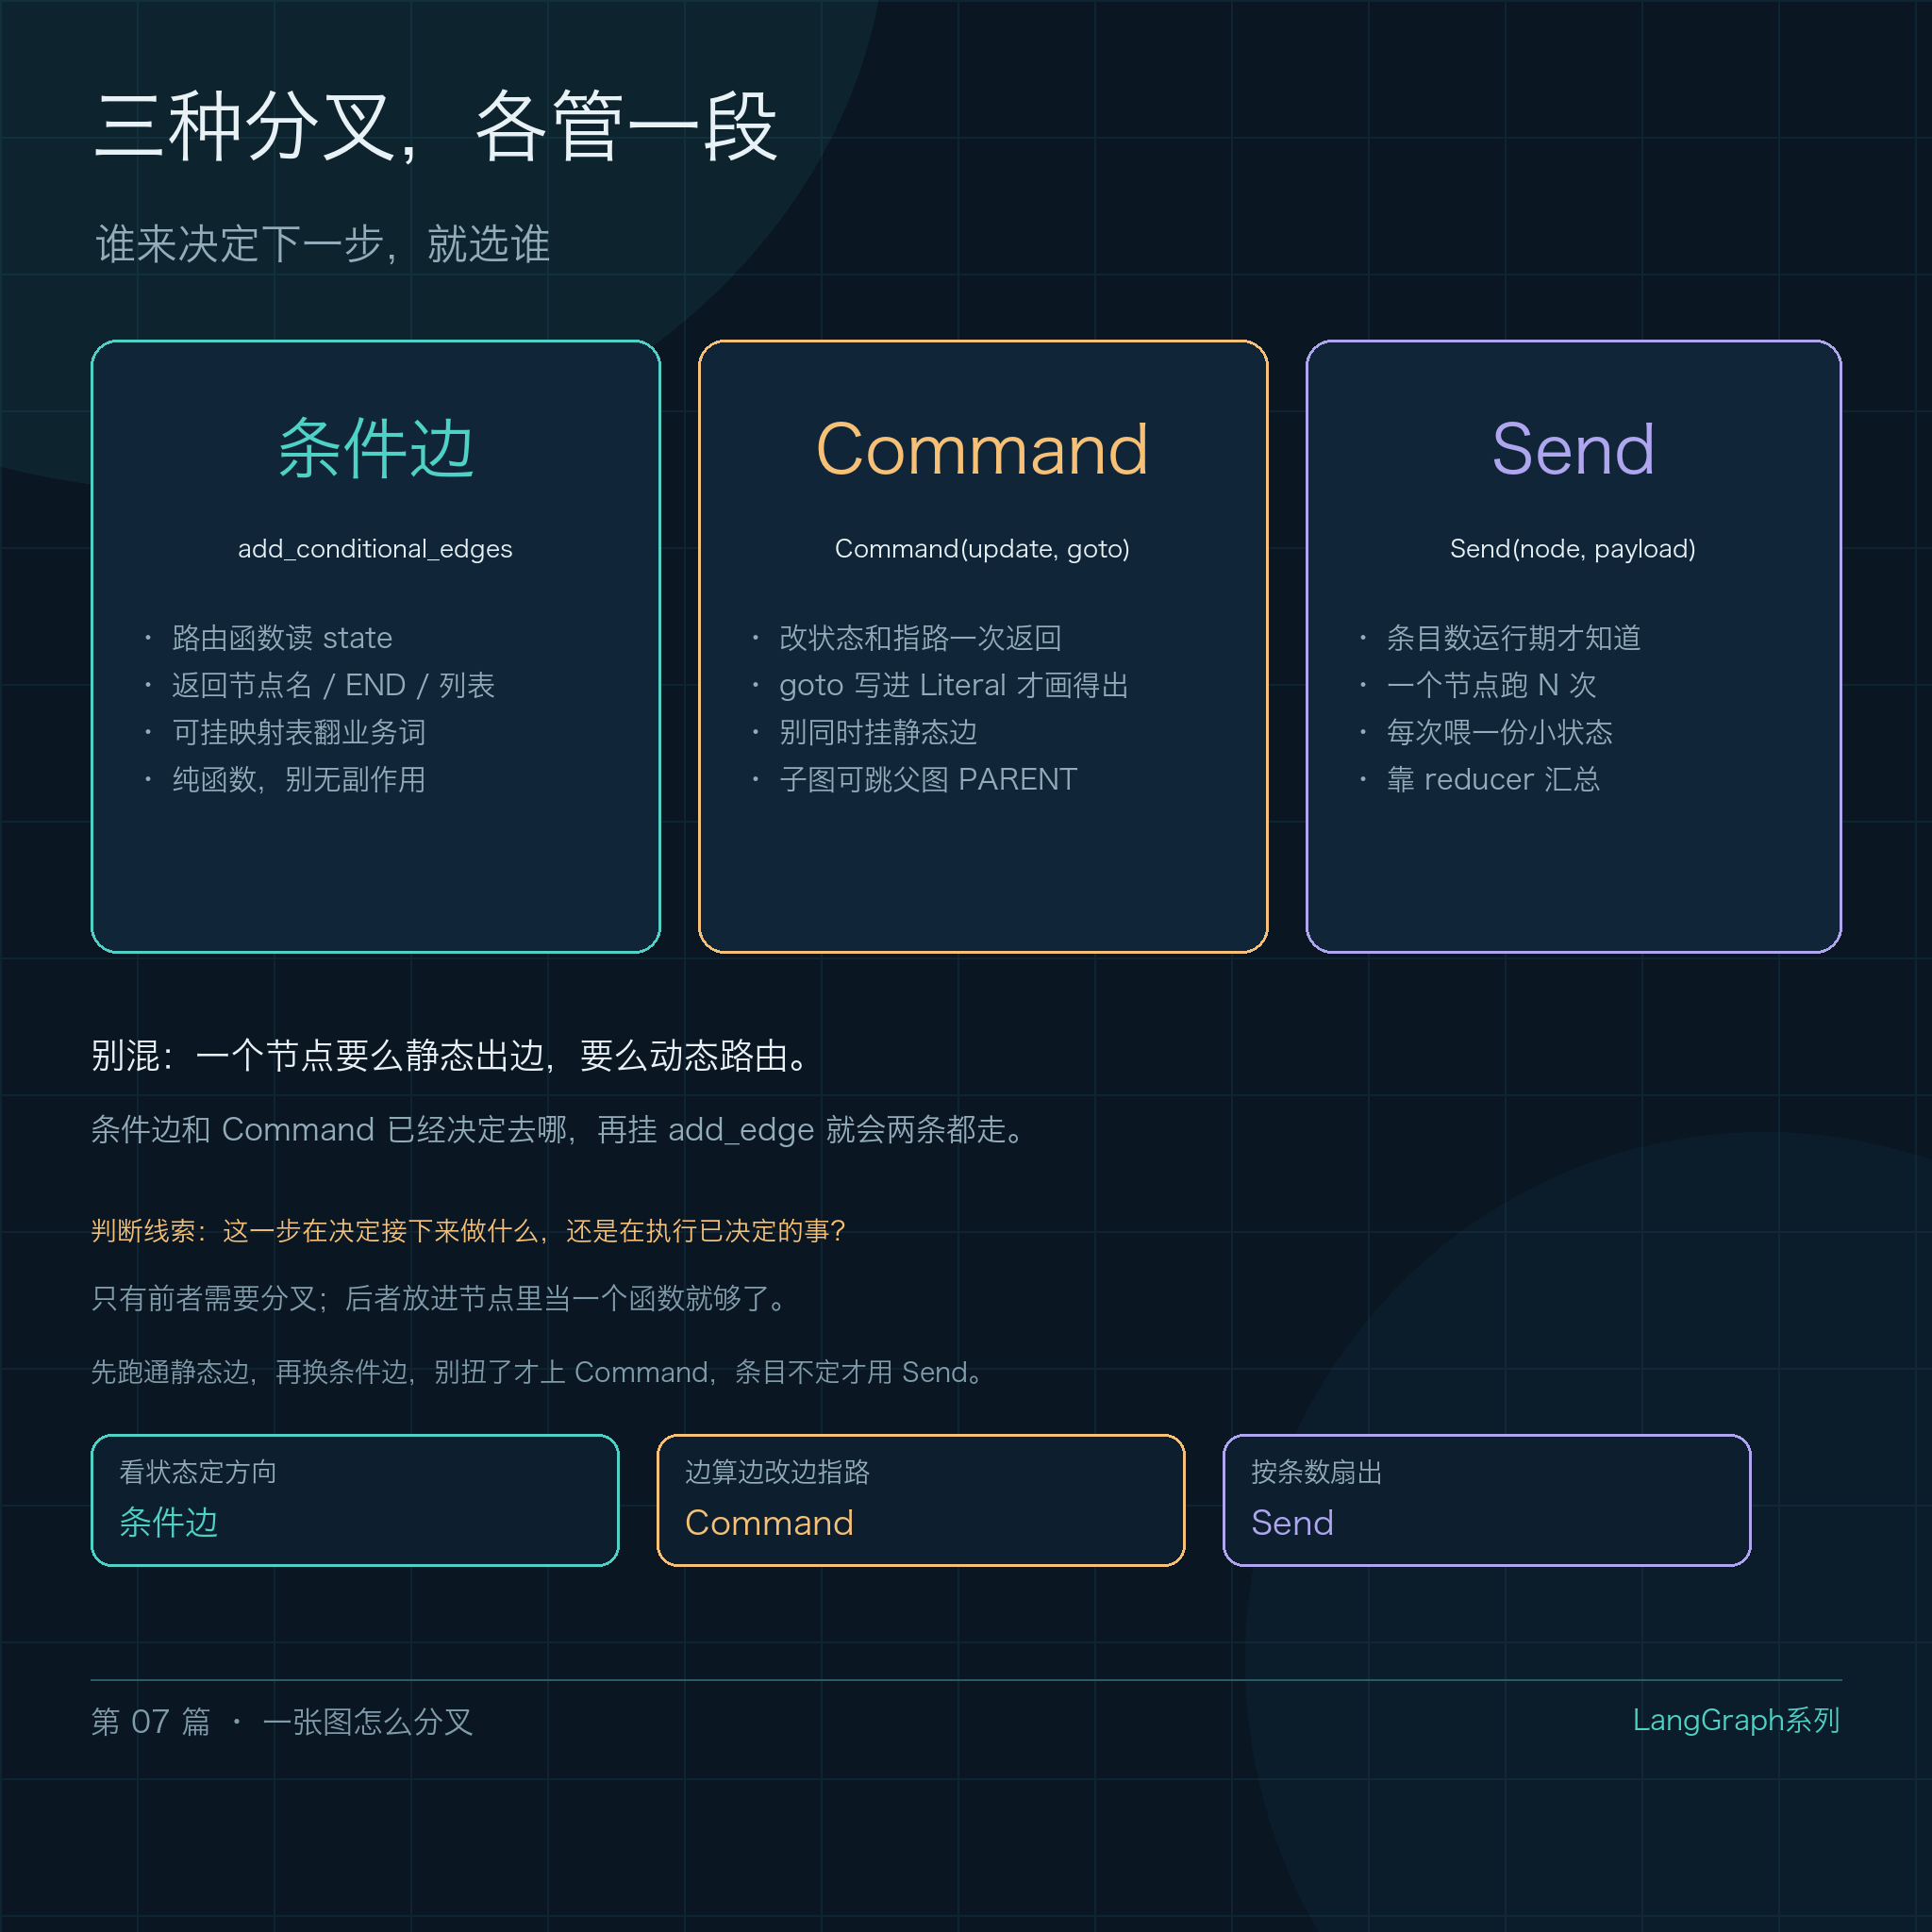 三种分叉，各管一段
谁来决定下一步，就选谁
条件边
add_conditional_edges
· 路由函数读 state
· 返回节点名 / END / 列表
· 可挂映射表翻业务词
· 纯函数，别无副作用
Command
Command(update, goto)
· 改状态和指路一次返回
· goto 写进 Literal 才画得出
· 别同时挂静态边
· 子图可跳父图 PARENT
Send
Send(node, payload)
· 条目数运行期才知道
· 一个节点跑 N 次
· 每次喂一份小状态
· 靠 reducer 汇总
别混：一个节点要么静态出边，要么动态路由。
条件边和 Command 已经决定去哪，再挂 add_edge 就会两条都走。
判断线索：这一步在决定接下来做什么，还是在执行已决定的事？
只有前者需要分叉；后者放进节点里当一个函数就够了。
先跑通静态边，再换条件边，别扭了才上 Command，条目不定才用 Send。
看状态定方向
条件边
边算边改边指路
Command
按条数扇出
Send
第 07 篇 · 一张图怎么分叉
LangGraph系列